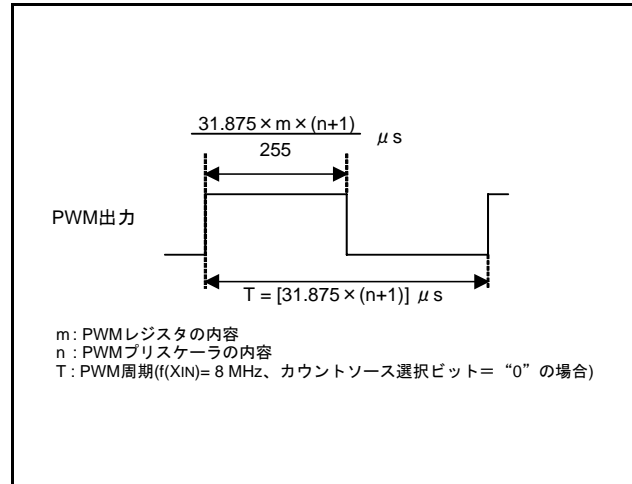 31.875×m×(n+1)
255
μs
PWM出力
T = [31.875×(n+1)] μs
m : PWMレジスタの内容
n : PWMプリスケーラの内容
T : PWM周期(f(XIN)= 8 MHz、カウントソース選択ビット＝“0”の場合)